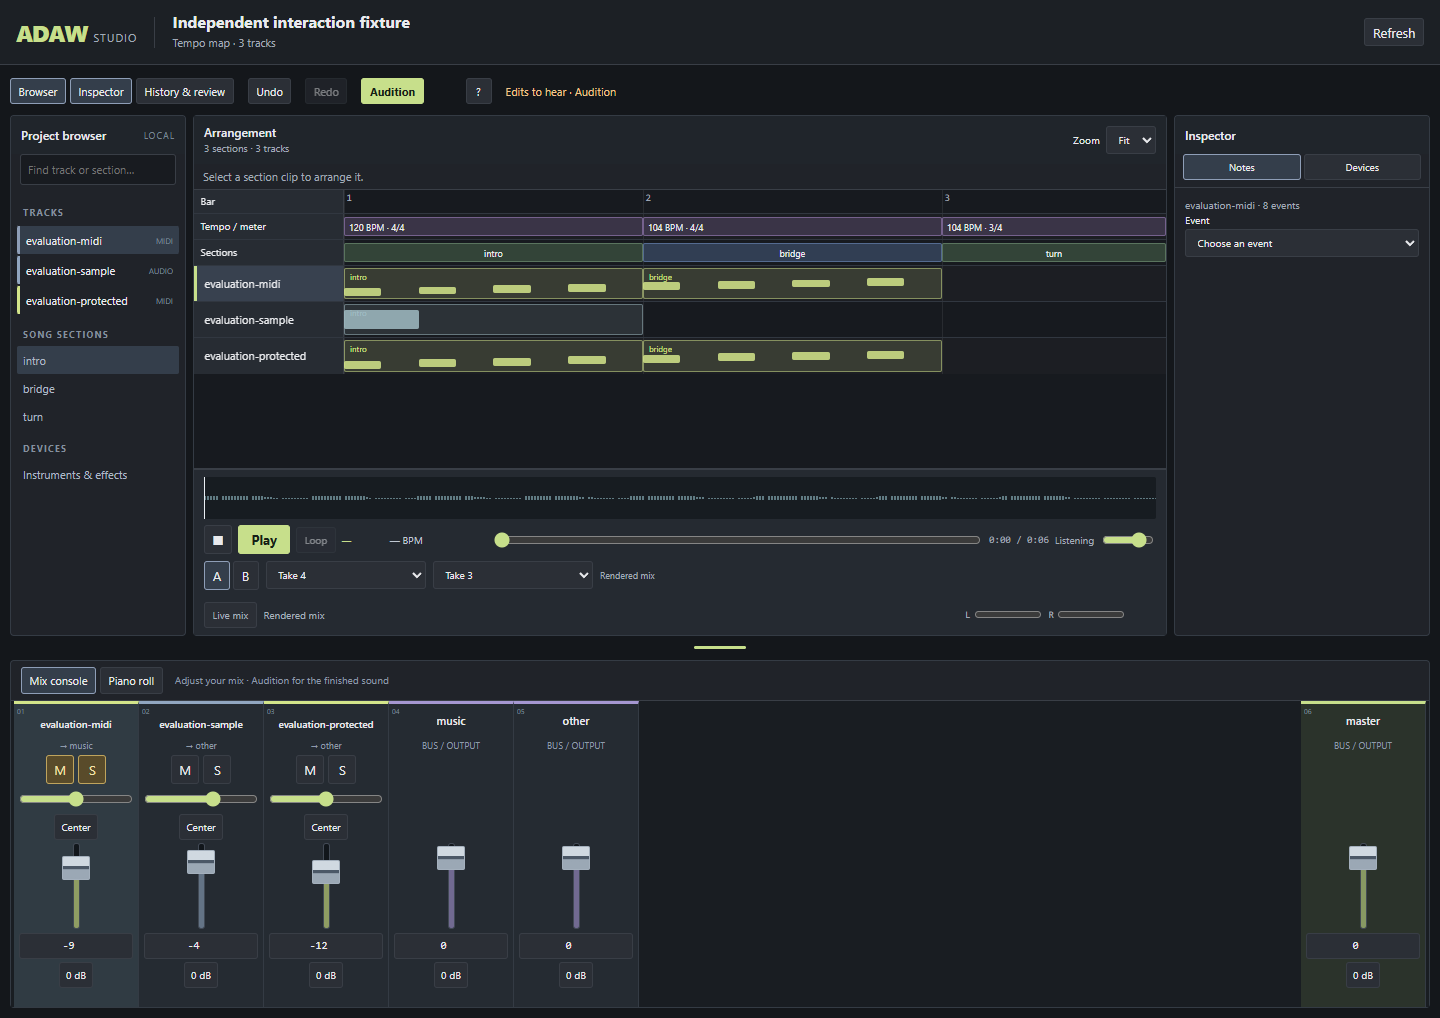 ADAW STUDIO
Independent interaction fixture
Tempo map · 3 tracks
Refresh
Browser
Inspector
History & review
Undo
Redo
Audition
?
Edits to hear · Audition
Project browser
LOCAL
Find track or section...
TRACKS
evaluation-midi
MIDI
evaluation-sample
AUDIO
evaluation-protected
MIDI
SONG SECTIONS
intro
bridge
turn
DEVICES
Instruments & effects
Arrangement
3 sections · 3 tracks
Zoom
Fit
Select a section clip to arrange it.
Bar
1
2
3
Tempo / meter
120 BPM · 4/4
104 BPM · 4/4
104 BPM · 3/4
Sections
intro
bridge
turn
evaluation-midi
intro
bridge
evaluation-sample
evaluation-protected
intro
bridge
Play
Loop
—
— BPM
0:00 / 0:06
Listening
A
B
Take 4
Take 3
Rendered mix
Live mix
Rendered mix
L
R
Inspector
Notes
Devices
evaluation-midi · 8 events
Event
Choose an event
Mix console
Piano roll
Adjust your mix · Audition for the finished sound
01
evaluation-midi
→ music
M
S
Center
-9
0 dB
02
evaluation-sample
→ other
M
S
Center
-4
0 dB
03
evaluation-protected
→ other
M
S
Center
-12
0 dB
04
music
BUS / OUTPUT
0
0 dB
05
other
BUS / OUTPUT
0
0 dB
06
master
BUS / OUTPUT
0
0 dB